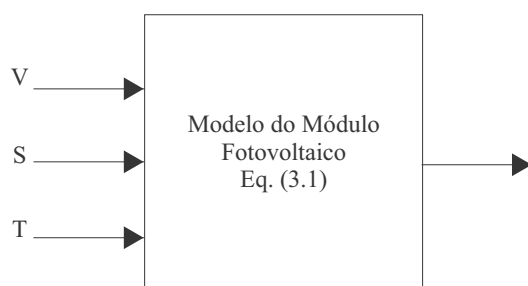 V
S
T
Modelo do Módulo
Fotovoltaico
Eq. (3.1)